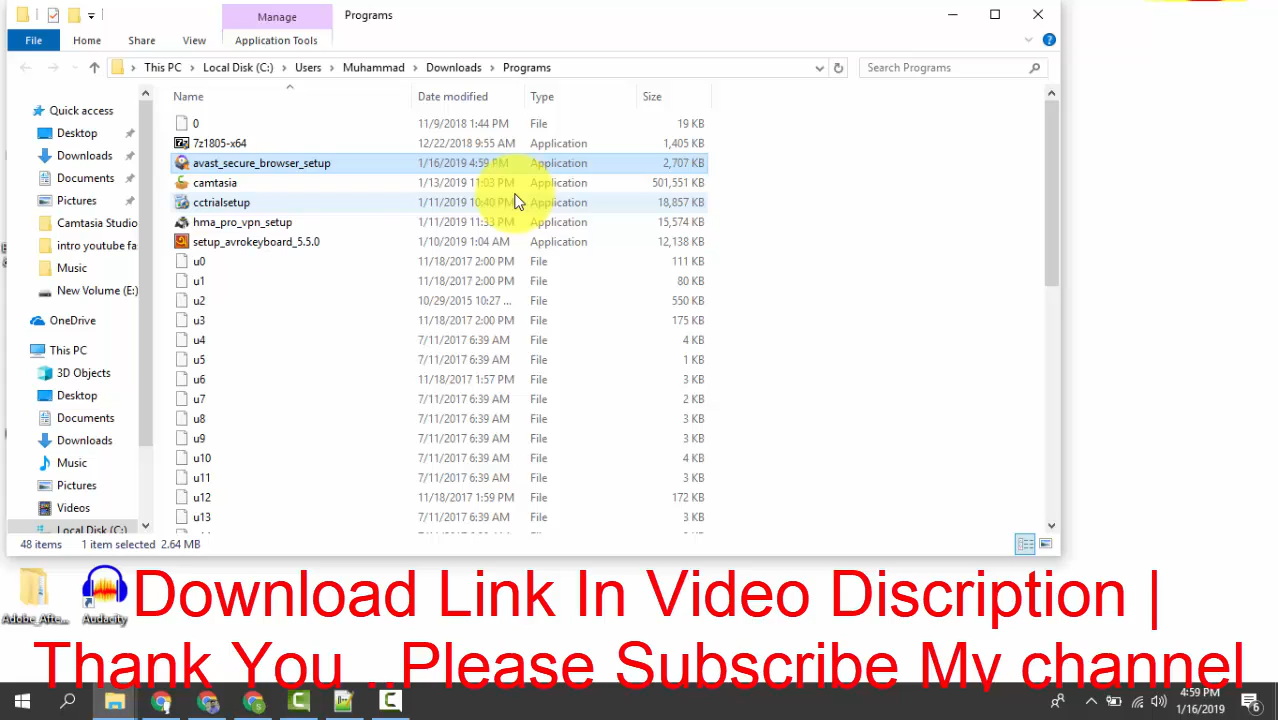 Manage
Programs
File
Home
Share
View
Application Tools
This PC
Local Disk (C:)
Users
Muhammad
Downloads
Programs
Search Programs
Name
Date modified
Type
Size
Quick access
Desktop
Downloads
Documents
Pictures
Camtasia Studio
intro youtube fa
Music
New Volume (E:)
OneDrive
This PC
3D Objects
Desktop
Documents
Downloads
Music
Pictures
Videos
Local Disk (C:)
0 11/9/2018 1:44 PM File 19 KB
7z1805-x64 12/22/2018 9:55 AM Application 1,405 KB
avast_secure_browser_setup 1/16/2019 4:59 PM Application 2,707 KB
camtasia 1/13/2019 11:03 PM Application 501,551 KB
cctrialsetup 1/11/2019 10:40 PM Application 18,857 KB
hma_pro_vpn_setup 1/11/2019 11:33 PM Application 15,574 KB
setup_avrokeyboard_5.5.0 1/10/2019 1:04 AM Application 12,138 KB
u0 11/18/2017 2:00 PM File 111 KB
u1 11/18/2017 2:00 PM File 80 KB
u2 10/29/2015 10:27 ... File 550 KB
u3 11/18/2017 2:00 PM File 175 KB
u4 7/11/2017 6:39 AM File 4 KB
u5 7/11/2017 6:39 AM File 1 KB
u6 11/18/2017 1:57 PM File 3 KB
u7 7/11/2017 6:39 AM File 2 KB
u8 7/11/2017 6:39 AM File 3 KB
u9 7/11/2017 6:39 AM File 3 KB
u10 7/11/2017 6:39 AM File 4 KB
u11 7/11/2017 6:39 AM File 3 KB
u12 11/18/2017 1:59 PM File 172 KB
u13 7/11/2017 6:39 AM File 3 KB
48 items 1 item selected 2.64 MB
Adobe_Afte...
Audacity
Download Link In Video Discription |
Thank You ..Please Subscribe My channel
4:59 PM
1/16/2019
6